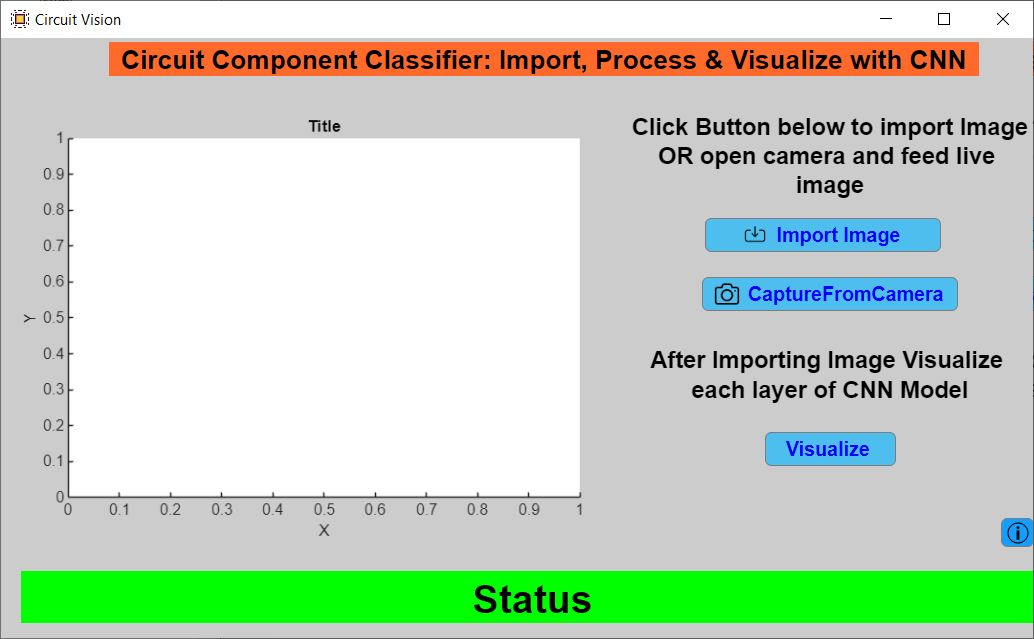 Circuit Vision
Circuit Component Classifier: Import, Process & Visualize with CNN
Title
1
0.9
0.8
0.7
0.6
0.5
0.4
0.3
0.2
0.1
0
Y
0 0.1 0.2 0.3 0.4 0.5 0.6 0.7 0.8 0.9 1
X
Click Button below to import Image
OR open camera and feed live
image
Import Image
CaptureFromCamera
After Importing Image Visualize
each layer of CNN Model
Visualize
Status